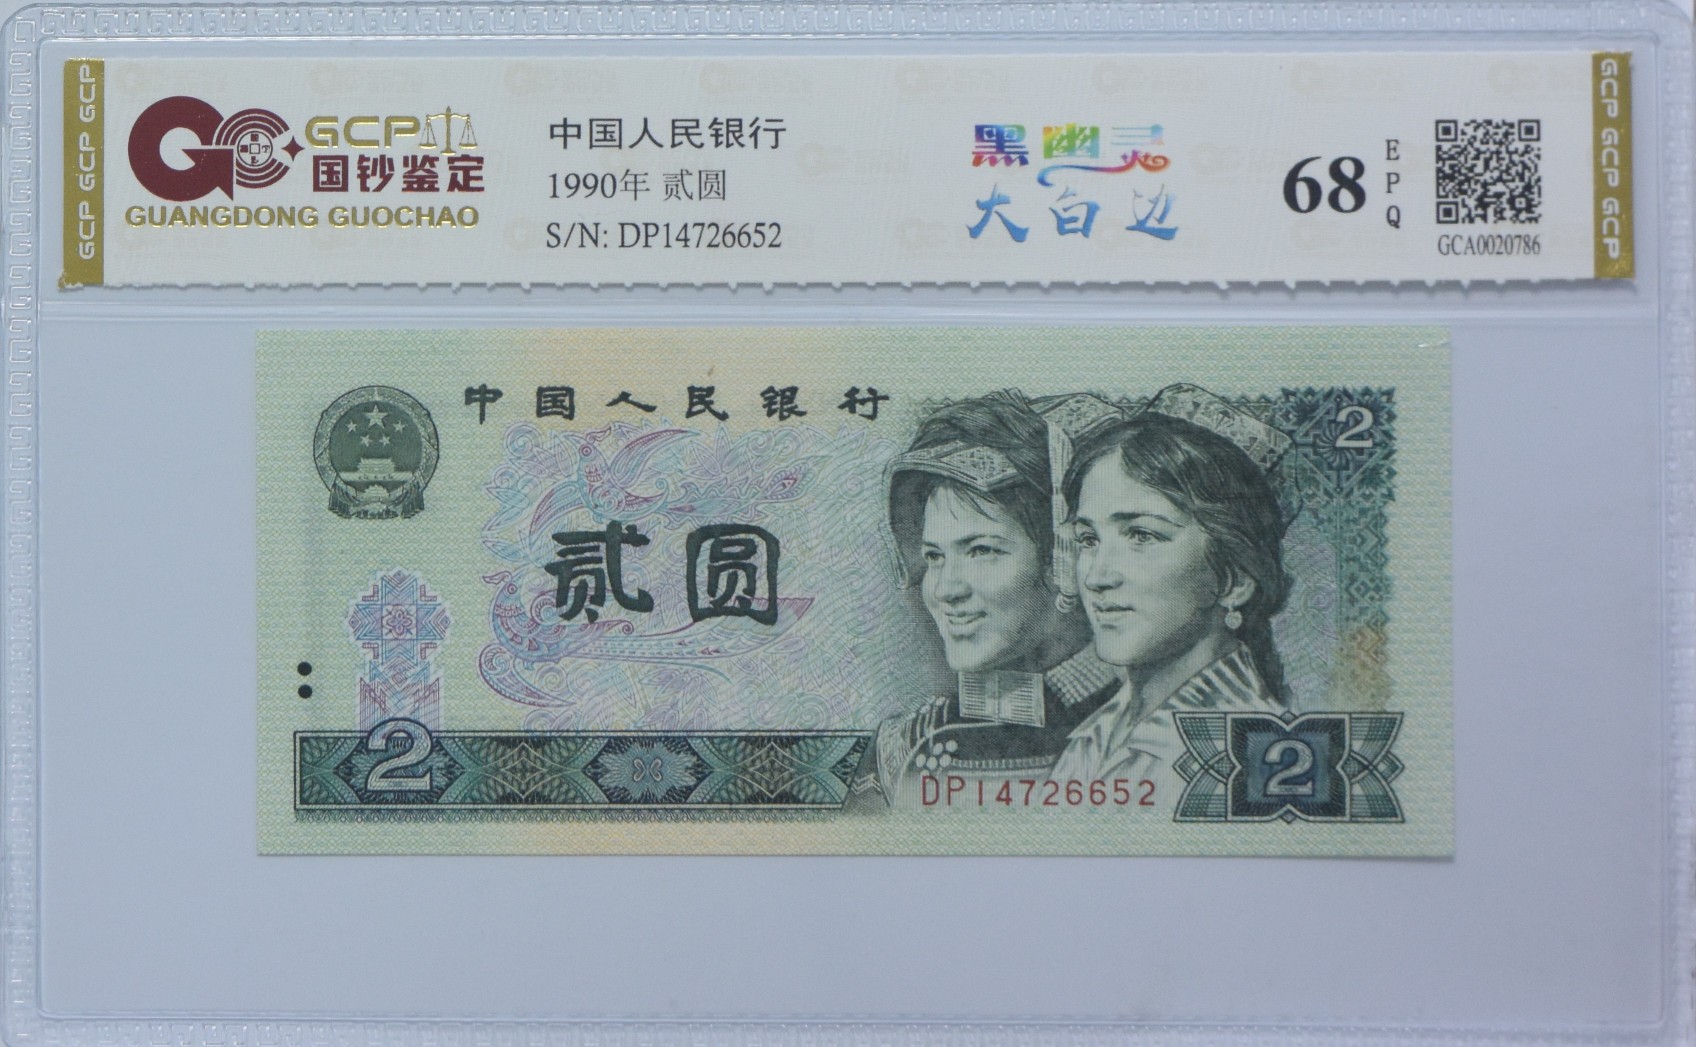 GCP GCP GCP
GCP
国钞鉴定
GUANGDONG GUOCHAO
中国人民银行
1990年 贰圆
S/N: DP14726652
黑幽灵
大白边
68
EPQ
GCA0020786
GCP GCP GCP
中国人民银行
2
贰圆
2
DP14726652
2